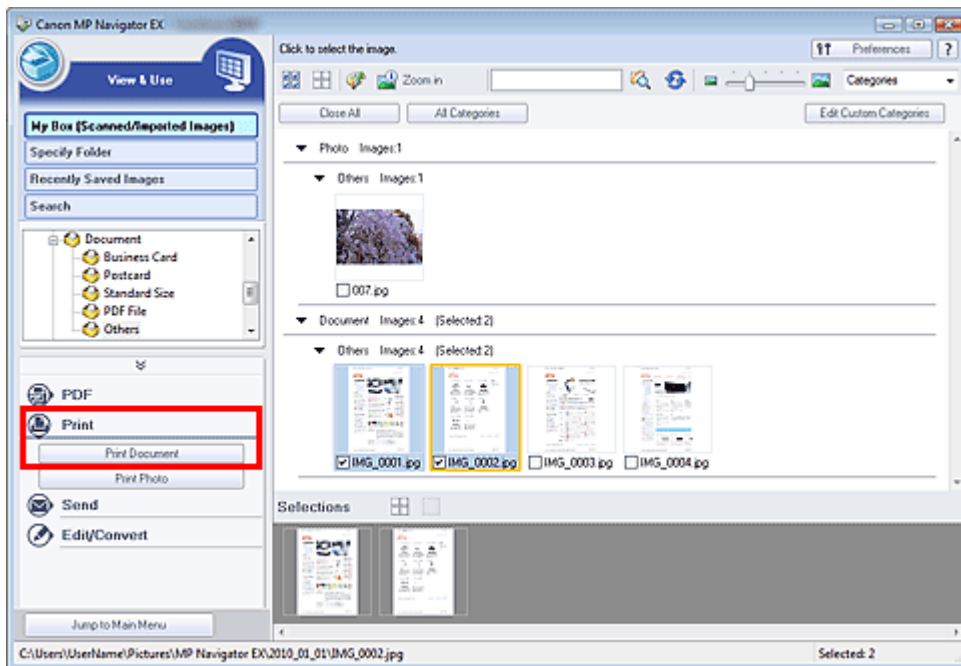 Canon MP Navigator EX
View & Use
Click to select the image.
Preferences
?
Zoom in
Categories
Close All
All Categories
Edit Custom Categories
My Box (Scanned/Imported Images)
Specify Folder
Recently Saved Images
Search
Document
Business Card
Postcard
Standard Size
PDF File
Others
PDF
Print
Print Document
Print Photo
Send
Edit/Convert
Jump to Main Menu
Photo Images:1
Others Images:1
007.jpg
Document Images:4 (Selected:2)
Others Images:4 (Selected:2)
IMG_0001.jpg IMG_0002.jpg IMG_0003.jpg IMG_0004.jpg
Selections
C:\Users\UserName\Pictures\MP Navigator EX\2010_01_01\IMG_0002.jpg
Selected: 2